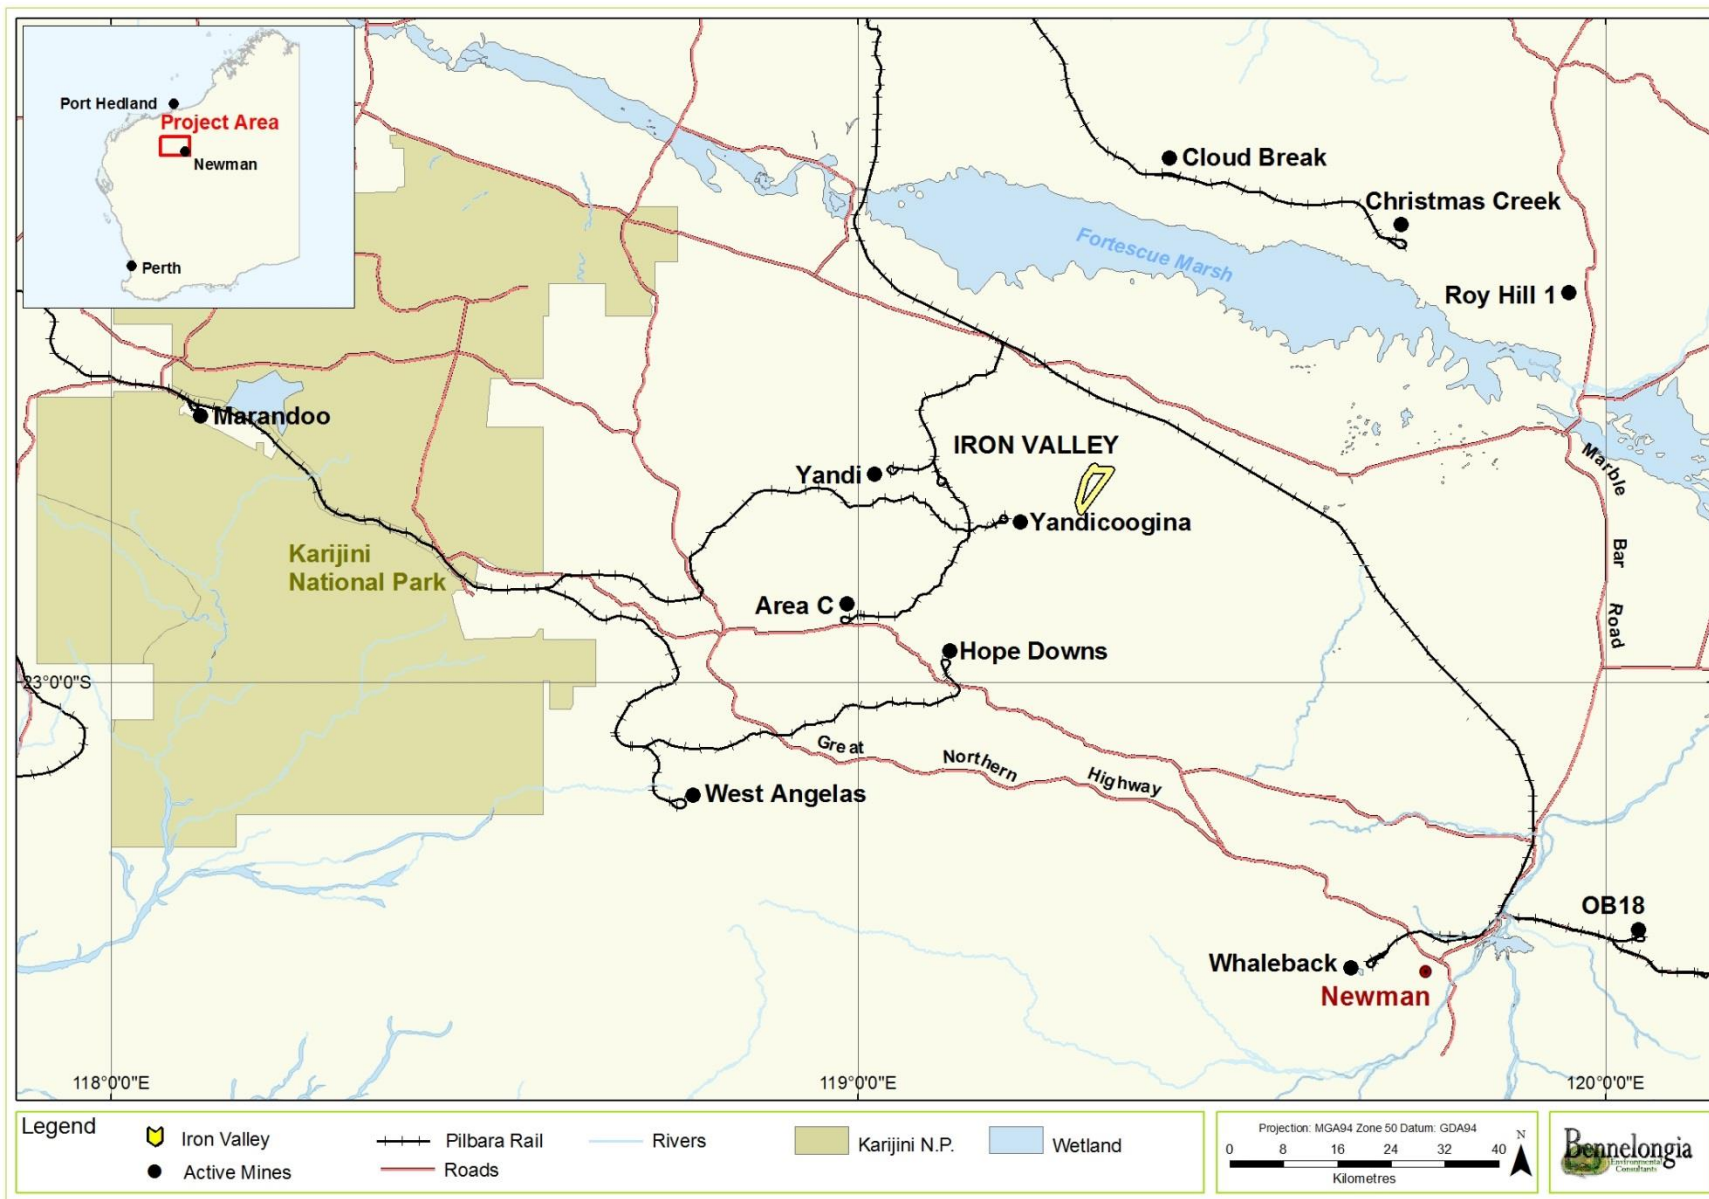 Port Hedland
Project Area
Newman
Perth
Cloud Break
Christmas Creek
Fortescue Marsh
Roy Hill 1
Marandoo
IRON VALLEY
Yandi
Marble
Bar
Road
Yandicoogina
Karijini
National Park
Area C
Hope Downs
23°0'0"S
Great
Northern
Highway
West Angelas
OB18
Whaleback
Newman
118°0'0"E
119°0'0"E
120°0'0"E
Legend
Iron Valley
Active Mines
Pilbara Rail
Roads
Rivers
Karijini N.P.
Wetland
Projection: MGA94 Zone 50 Datum: GDA94
0 8 16 24 32 40
Kilometres
N
Bennelongia
Environmental
Consultants